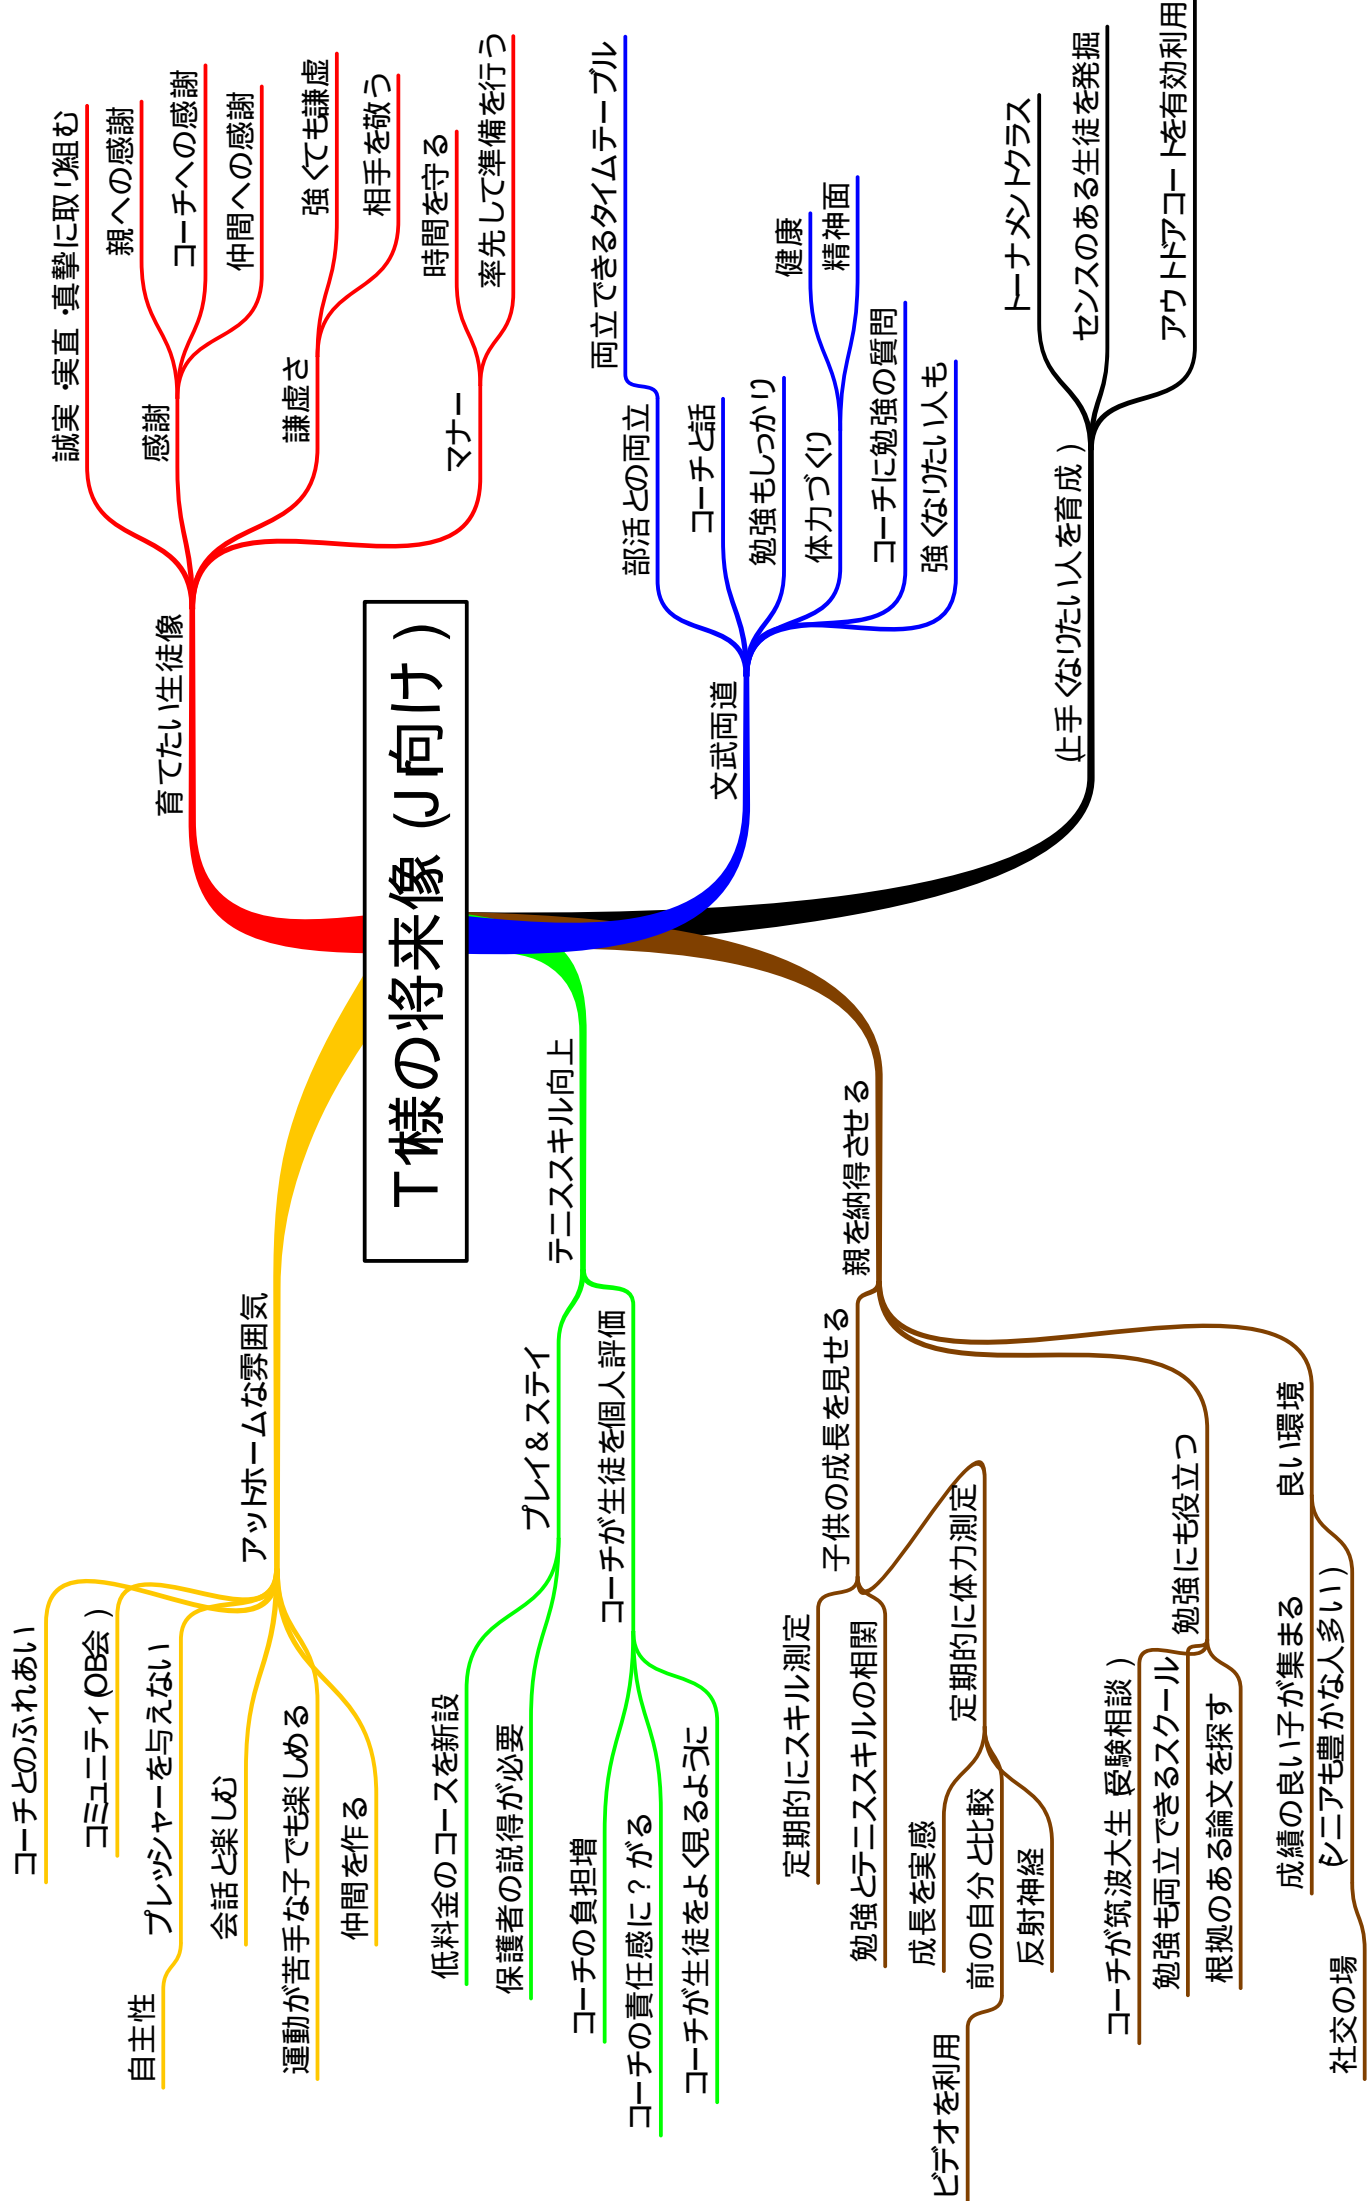 T様の将来像(J向け)
育てたい生徒像
誠実・実直・真摯に取り組む
感謝
親への感謝
コーチへの感謝
仲間への感謝
謙虚さ
強くても謙虚
相手を敬う
マナー
時間を守る
率先して準備を行う
文武両道
部活との両立
両立できるタイムテーブル
コーチと話
勉強もしっかり
体力づくり
健康
精神面
コーチに勉強の質問
強くなりたい人も
(上手くなりたい人を育成)
トーナメントクラス
センスのある生徒を発掘
アウトドアコートを有効利用
アットホームな雰囲気
コーチとのふれあい
コミュニティ(OB会)
プレッシャーを与えない
自主性
会話と楽しむ
運動が苦手な子でも楽しめる
仲間を作る
テニススキル向上
プレイ&ステイ
低料金のコースを新設
保護者の説得が必要
コーチが生徒を個人評価
コーチの負担増
コーチの責任感に?がる
コーチが生徒をよく見るように
親を納得させる
子供の成長を見せる
定期的にスキル測定
勉強とテニススキルの相関
定期的に体力測定
成長を実感
前の自分と比較
ビデオを利用
反射神経
勉強にも役立つ
コーチが筑波大生(受験相談)
勉強も両立できるスクール
根拠のある論文を探す
良い環境
成績の良い子が集まる
(シニアも豊かな人多い)
社交の場